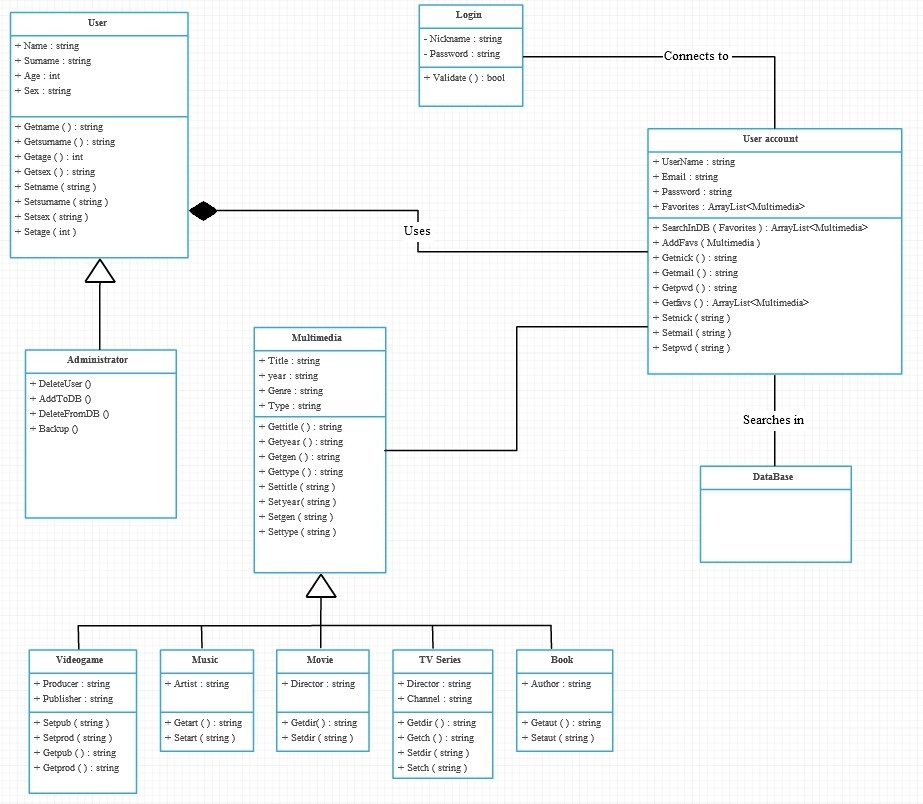 User
+ Name : string
+ Surname : string
+ Age : int
+ Sex : string
+ Getname ( ) : string
+ Getsurname ( ) : string
+ Getage ( ) : int
+ Getsex ( ) : string
+ Setname ( string )
+ Setsurname ( string )
+ Setsex ( string )
+ Setage ( int )
Login
- Nickname : string
- Password : string
+ Validate ( ) : bool
Connects to
User account
+ UserName : string
+ Email : string
+ Password : string
+ Favorites : ArrayList<Multimedia>
+ SearchInDB ( Favorites ) : ArrayList<Multimedia>
+ AddFavs ( Multimedia )
+ Getnick ( ) : string
+ Getmail ( ) : string
+ Getpwd ( ) : string
+ Getfavs ( ) : ArrayList<Multimedia>
+ Setnick ( string )
+ Setmail ( string )
+ Setpwd ( string )
Uses
Administrator
+ DeleteUser ()
+ AddToDB ()
+ DeleteFromDB ()
+ Backup ()
Multimedia
+ Title : string
+ year : string
+ Genre : string
+ Type : string
+ Gettitle ( ) : string
+ Getyear ( ) : string
+ Getgen ( ) : string
+ Gettype ( ) : string
+ Settitle ( string )
+ Setyear( string )
+ Setgen ( string )
+ Settype ( string )
Searches in
DataBase
Videogame
+ Producer : string
+ Publisher : string
+ Setpub ( string )
+ Setprod ( string )
+ Getpub ( ) : string
+ Getprod ( ) : string
Music
+ Artist : string
+ Getart ( ) : string
+ Setart ( string )
Movie
+ Director : string
+ Getdir( ) : string
+ Setdir ( string )
TV Series
+ Director : string
+ Channel : string
+ Getdir ( ) : string
+ Getch ( ) : string
+ Setdir ( string )
+ Setch ( string )
Book
+ Author : string
+ Getaut ( ) : string
+ Setaut ( string )